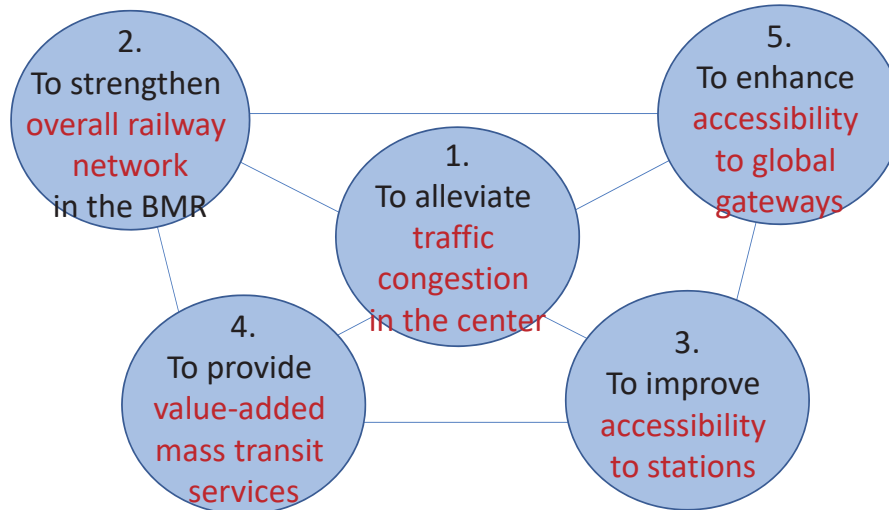 2.
To strengthen
overall railway
network
in the BMR
5.
To enhance
accessibility
to global
gateways
1.
To alleviate
traffic
congestion
in the center
4.
To provide
value-added
mass transit
services
3.
To improve
accessibility
to stations